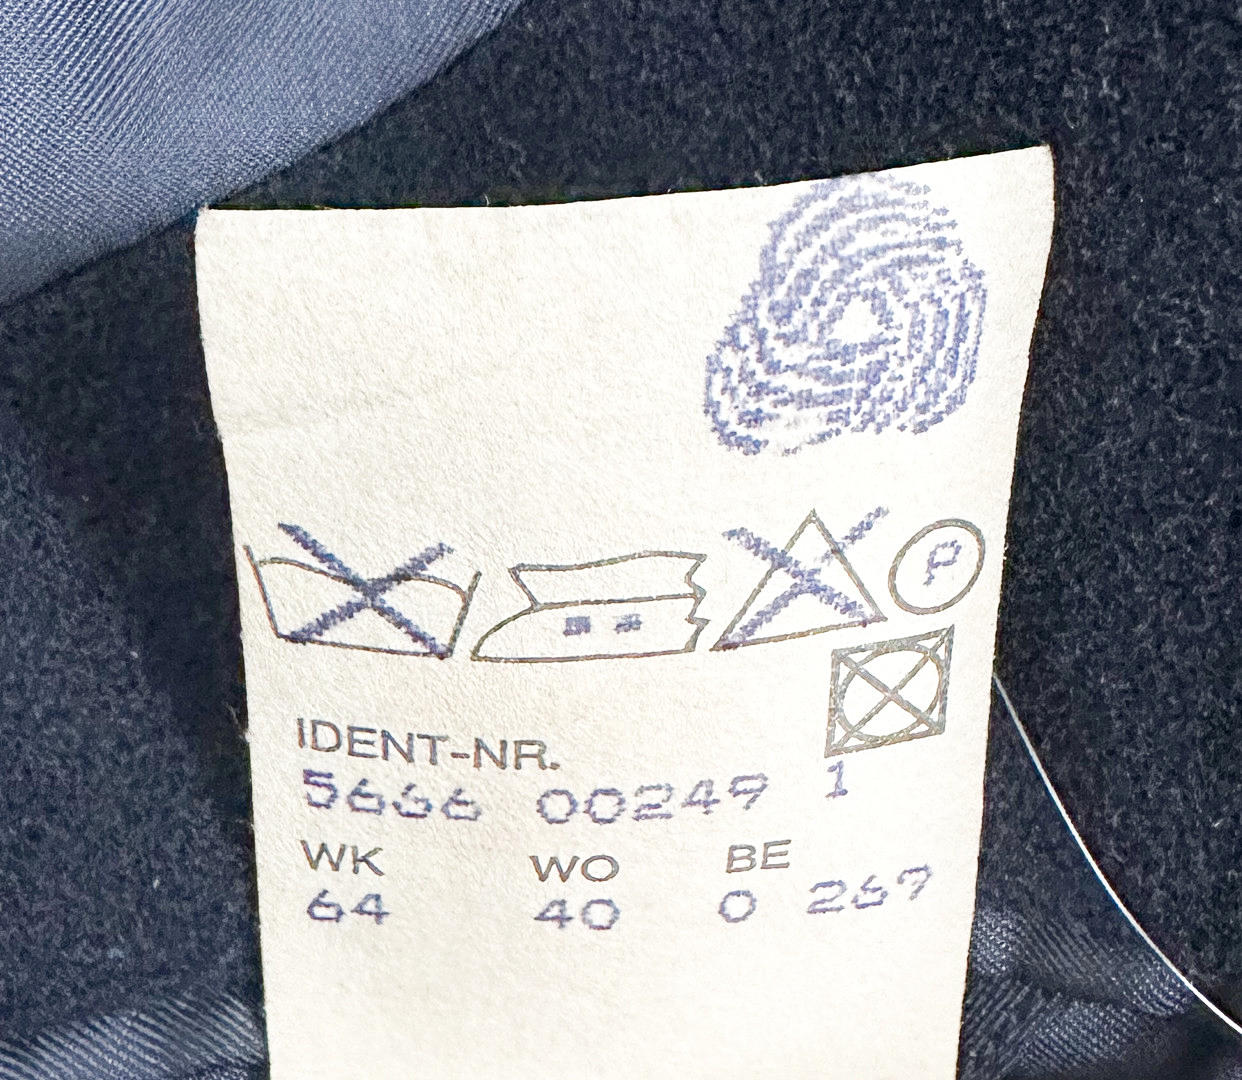 P
IDENT-NR.
5666 00249 1
WK WO BE
64 40 0 267